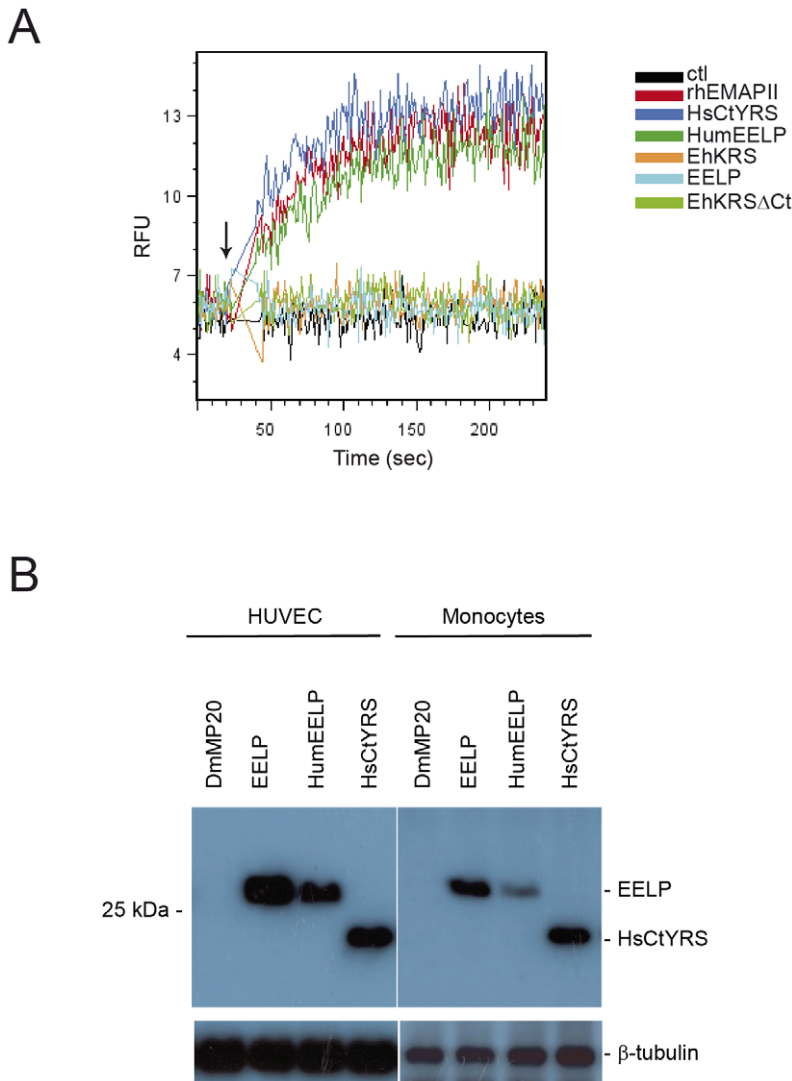 A
RFU
13
10
7
4
50
100
150
200
Time (sec)
ctl
rhEMAPII
HsCtYRS
HumEELP
EhKRS
EELP
EhKRSΔCt
B
HUVEC
Monocytes
DmMP20
EELP
HumEELP
HsCtYRS
DmMP20
EELP
HumEELP
HsCtYRS
25 kDa -
- EELP
- HsCtYRS
- β-tubulin